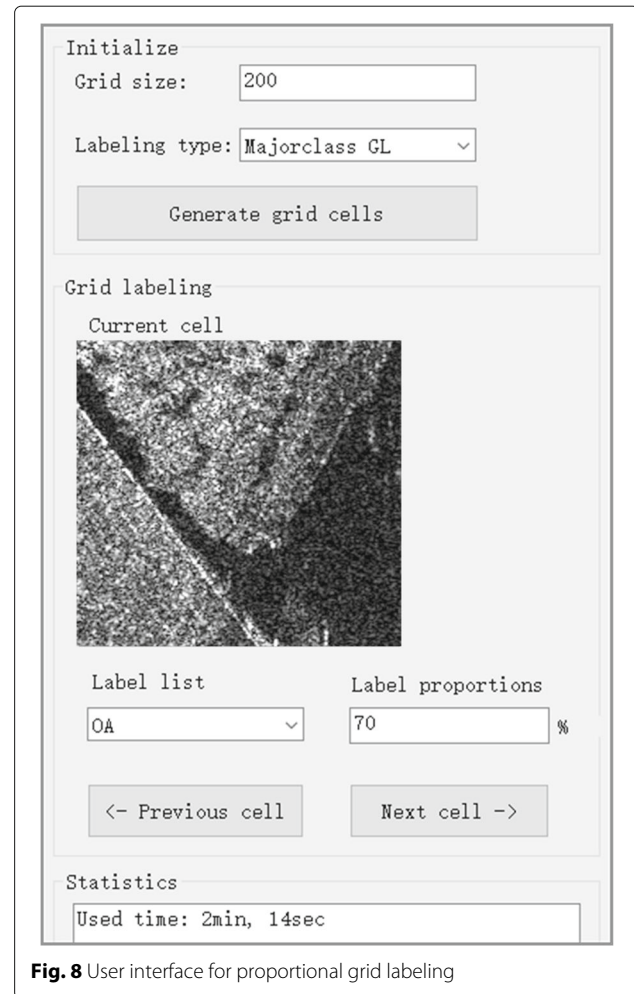 Initialize
Grid size: 200
Labeling type: Majorclass GL
Generate grid cells
Grid labeling
Current cell
Label list Label proportions
OA 70 %
<- Previous cell Next cell ->
Statistics
Used time: 2min, 14sec
Fig. 8 User interface for proportional grid labeling